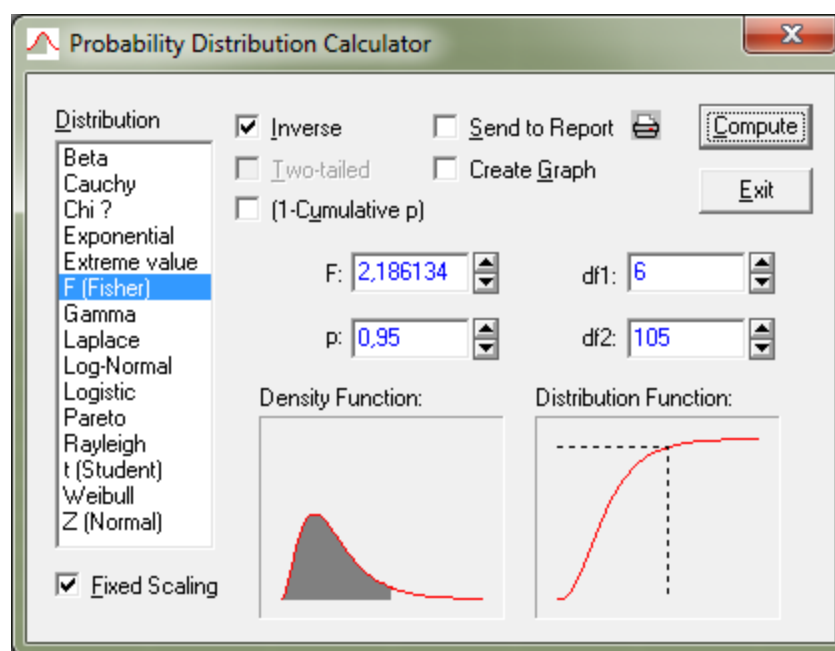 Probability Distribution Calculator
Distribution
Beta
Cauchy
Chi ?
Exponential
Extreme value
F (Fisher)
Gamma
Laplace
Log-Normal
Logistic
Pareto
Rayleigh
t (Student)
Weibull
Z (Normal)
Fixed Scaling
Inverse
Send to Report
Two-tailed
Create Graph
(1-Cumulative p)
Compute
Exit
F: 2,186134
df1: 6
p: 0,95
df2: 105
Density Function:
Distribution Function: